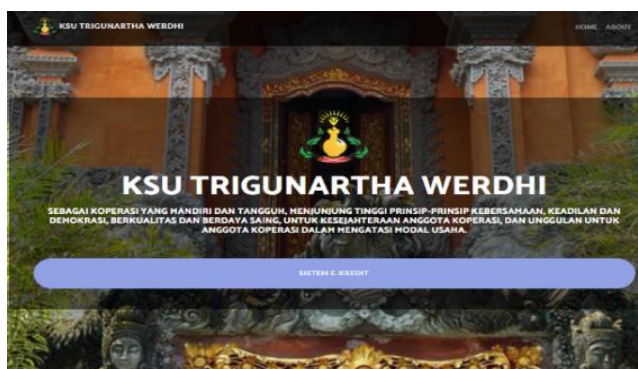 KSU TRIGUNARTHA WERDHI
HOME ABOUT
KSU TRIGUNARTHA WERDHI
SEBAGAI KOPERASI YANG MANDIRI DAN TANGGUH, MENJUNJUNG TINGGI PRINSIP-PRINSIP KEBERSAMAAN, KEADILAN DAN
DEMOKRASI, BERKUALITAS DAN BERDAYA SAING, UNTUK KESEJAHTERAAN ANGGOTA KOPERASI, DAN UNGGULAN UNTUK
ANGGOTA KOPERASI DALAM MENGATASI MODAL USAHA.
SISTEM E-KREDIT